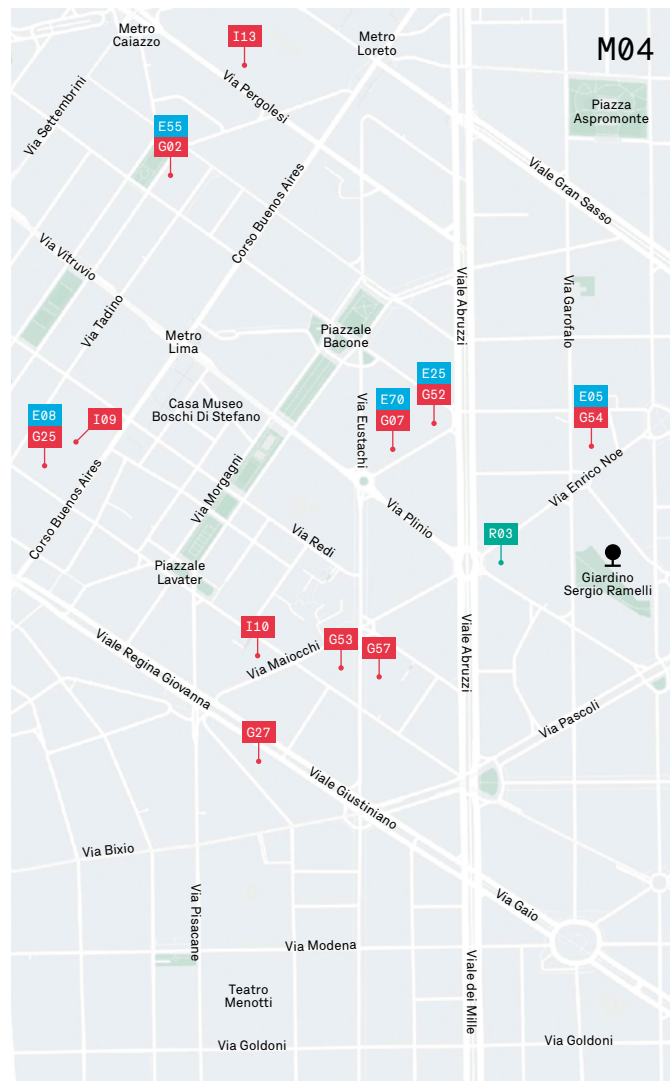 Metro
Caiazzo
I13
Metro
Loreto
M04
Via Pergolesi
Via Settembrini
Piazza
Aspromonte
E55
G02
Viale Gran Sasso
Corso Buenos Aires
Via Vitruvio
Viale Abruzzi
Via Garofalo
Via Tadino
Metro
Lima
Piazzale
Bacone
E25
G52
Casa Museo
Boschi Di Stefano
E70
G07
E05
G54
E08
G25
I09
Via Eustachi
Via Enrico Noe
Corso Buenos Aires
Via Morgagni
Via Plinio
Via Redi
R03
Piazzale
Lavater
Giardino
Sergio Ramelli
I10
G53
G57
Viale Abruzzi
Via Maiocchi
Viale Regina Giovanna
G27
Via Pascoli
Viale Giustiniano
Via Bixio
Via Pisacane
Via Gaio
Via Modena
Viale dei Mille
Teatro
Menotti
Via Goldoni
Via Goldoni